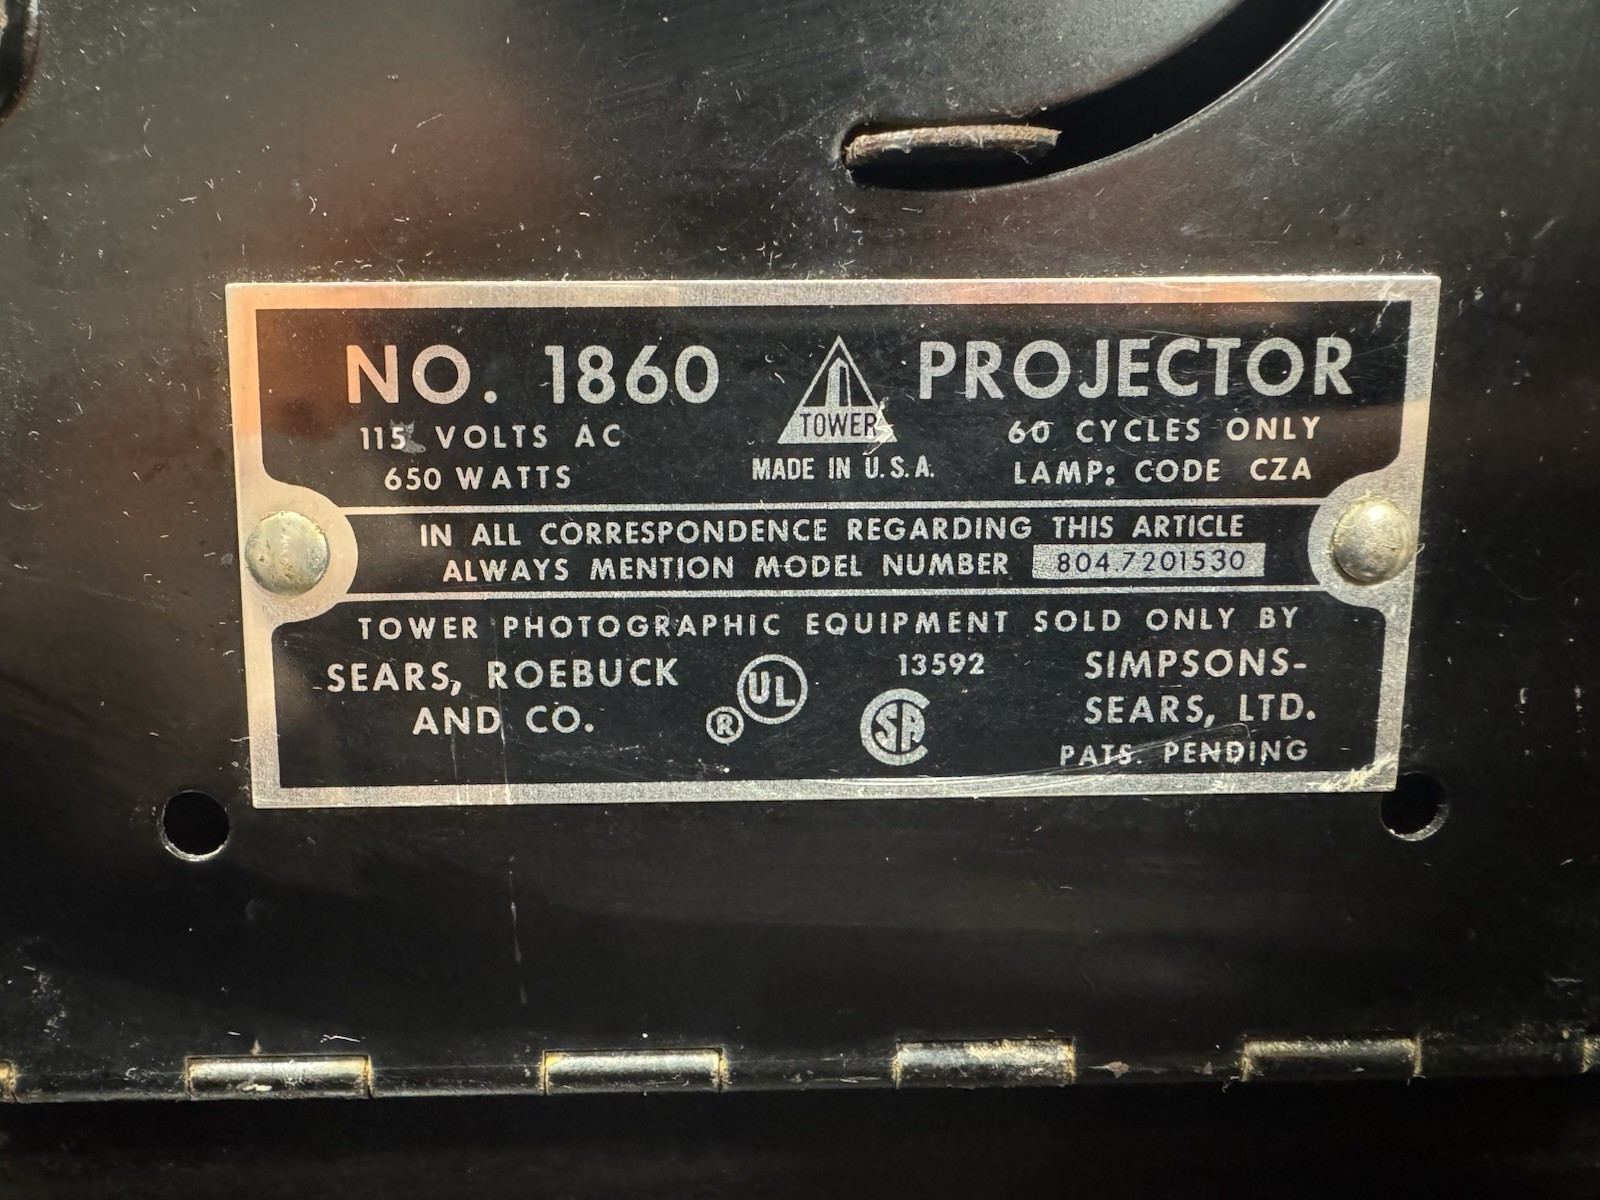 NO. 1860 TOWER PROJECTOR
115 VOLTS AC 60 CYCLES ONLY
650 WATTS MADE IN U.S.A. LAMP: CODE CZA
IN ALL CORRESPONDENCE REGARDING THIS ARTICLE
ALWAYS MENTION MODEL NUMBER 804.7201530
TOWER PHOTOGRAPHIC EQUIPMENT SOLD ONLY BY
SEARS, ROEBUCK UL 13592 SIMPSONS-
AND CO. ® SA SEARS, LTD.
PATS. PENDING